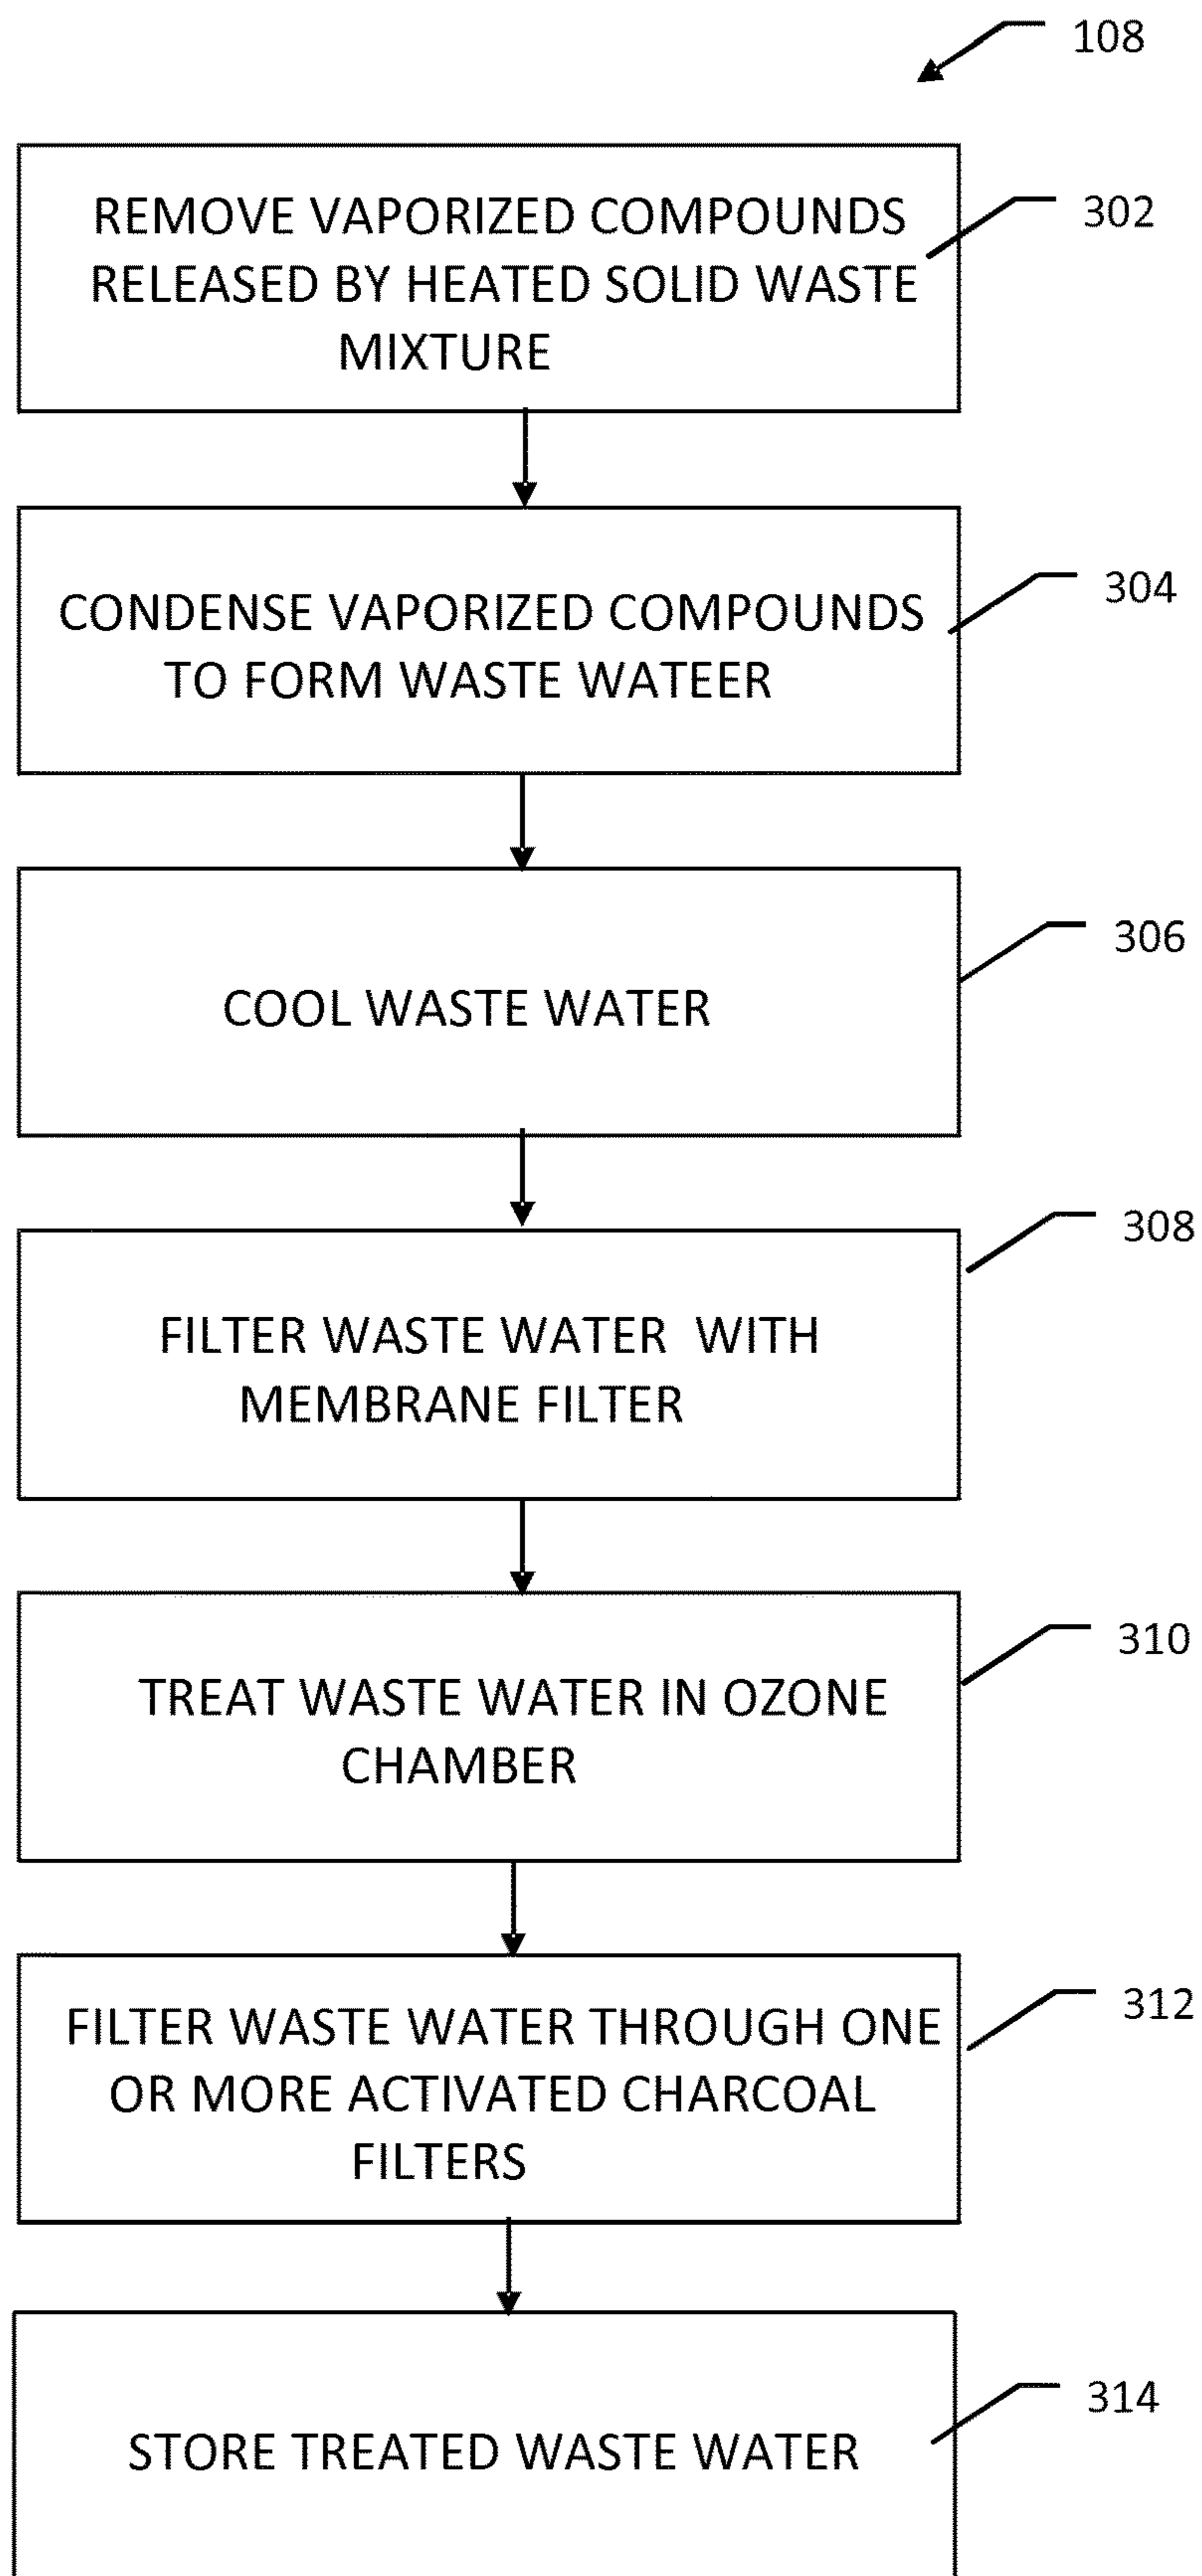 108
REMOVE VAPORIZED COMPOUNDS
RELEASED BY HEATED SOLID WASTE
MIXTURE
302
CONDENSE VAPORIZED COMPOUNDS
TO FORM WASTE WATEER
304
COOL WASTE WATER
306
FILTER WASTE WATER WITH
MEMBRANE FILTER
308
TREAT WASTE WATER IN OZONE
CHAMBER
310
FILTER WASTE WATER THROUGH ONE
OR MORE ACTIVATED CHARCOAL
FILTERS
312
STORE TREATED WASTE WATER
314